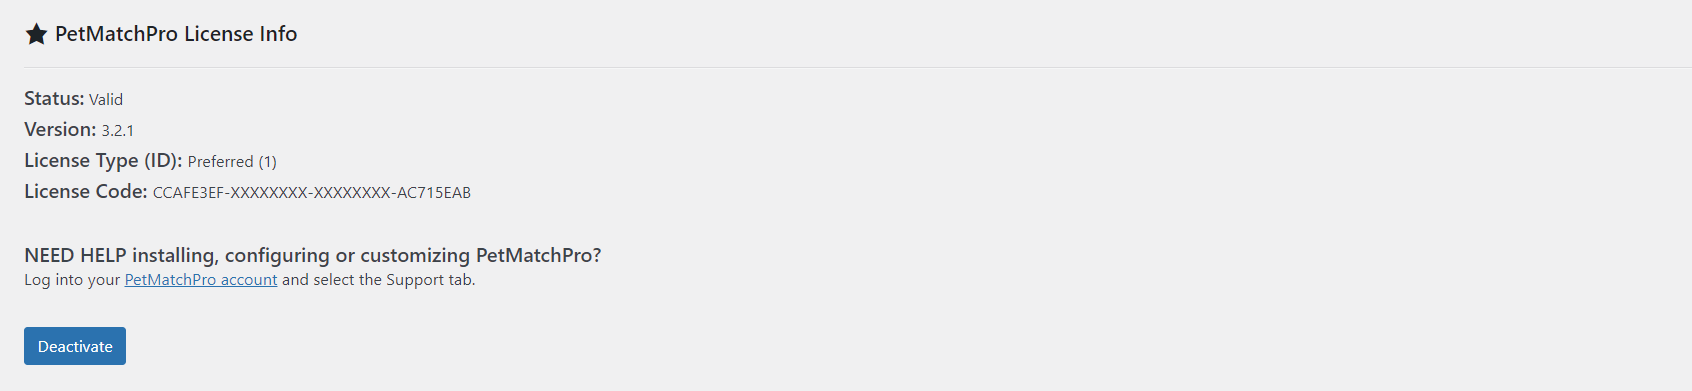 PetMatchPro License Info
Status: Valid
Version: 3.2.1
License Type (ID): Preferred (1)
License Code: CCAFE3EF-XXXXXXXX-XXXXXXXX-AC715EAB
NEED HELP installing, configuring or customizing PetMatchPro?
Log into your PetMatchPro account and select the Support tab.
Deactivate